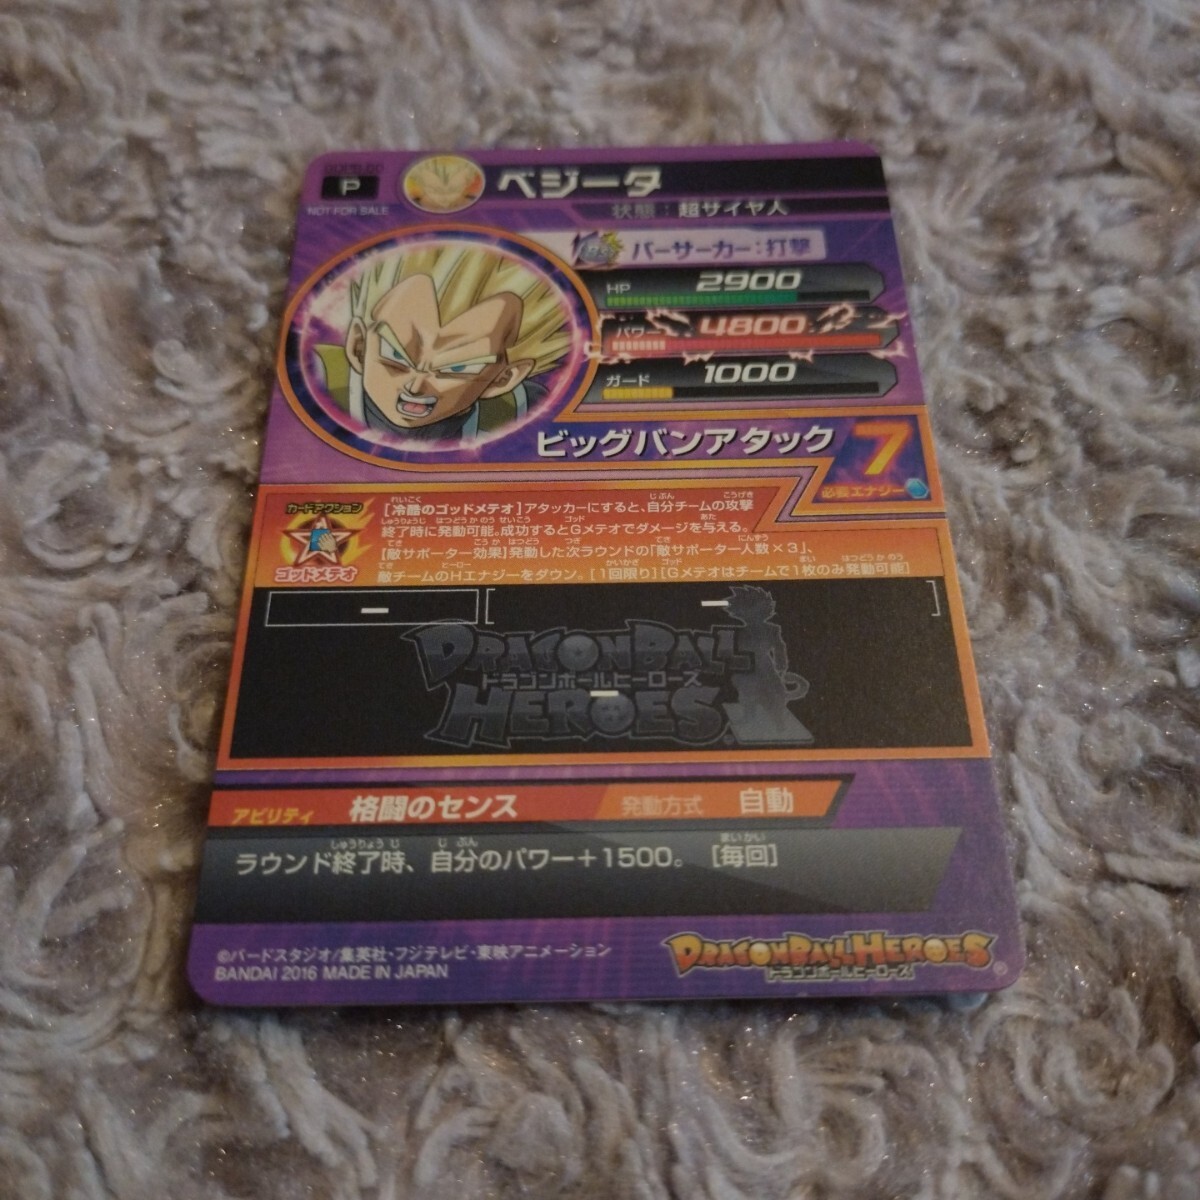 P
NOT FOR SALE
ベジータ
状態：超サイヤ人
バーサーカー：打撃
HP 2900
パワー 4800
ガード 1000
ビッグバンアタック 7
必要エナジー
カードアクション
ゴッドメテオ
[冷酷のゴッドメテオ]アタッカーにすると、自分チームの攻撃
終了時に発動可能。成功するとGメテオでダメージを与える。
[敵サポーター効果]発動した次ラウンドの「敵サポーター人数×3」、
敵チームのHエナジーをダウン。[1回限り][Gメテオはチームで1枚のみ発動可能]
ー [ ー ]
DRAGONBALL
ドラゴンボールヒーローズ
ー
HEROES
アビリティ 格闘のセンス 発動方式 自動
ラウンド終了時、自分のパワー＋1500。 [毎回]
©バードスタジオ/集英社・フジテレビ・東映アニメーション
BANDAI 2016 MADE IN JAPAN
DRAGONBALL HEROES
ドラゴンボールヒーローズ